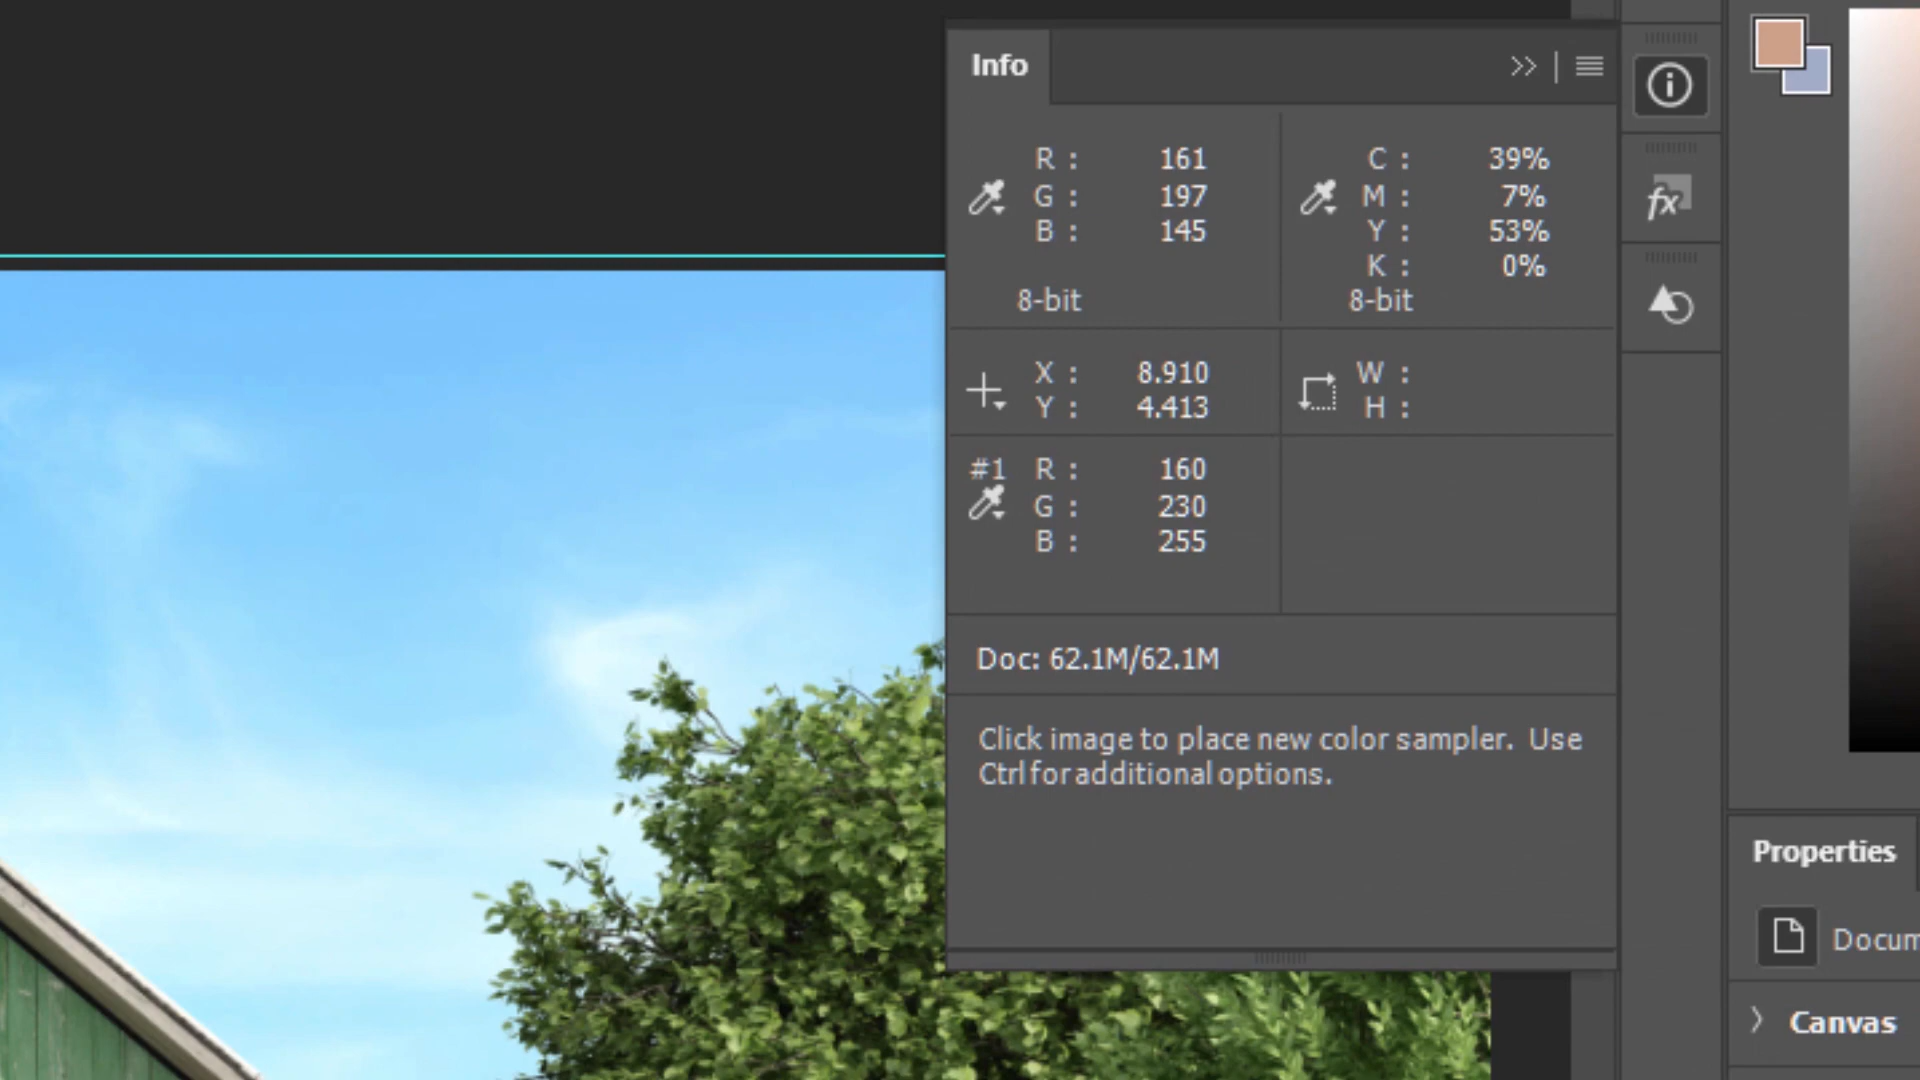 Info
R : 161
G : 197
B : 145
8-bit
C : 39%
M : 7%
Y : 53%
K : 0%
8-bit
X : 8.910
Y : 4.413
W :
H :
#1 R : 160
G : 230
B : 255
Doc: 62.1M/62.1M
Click image to place new color sampler. Use
Ctrl for additional options.
fx
Properties
Docum
Canvas